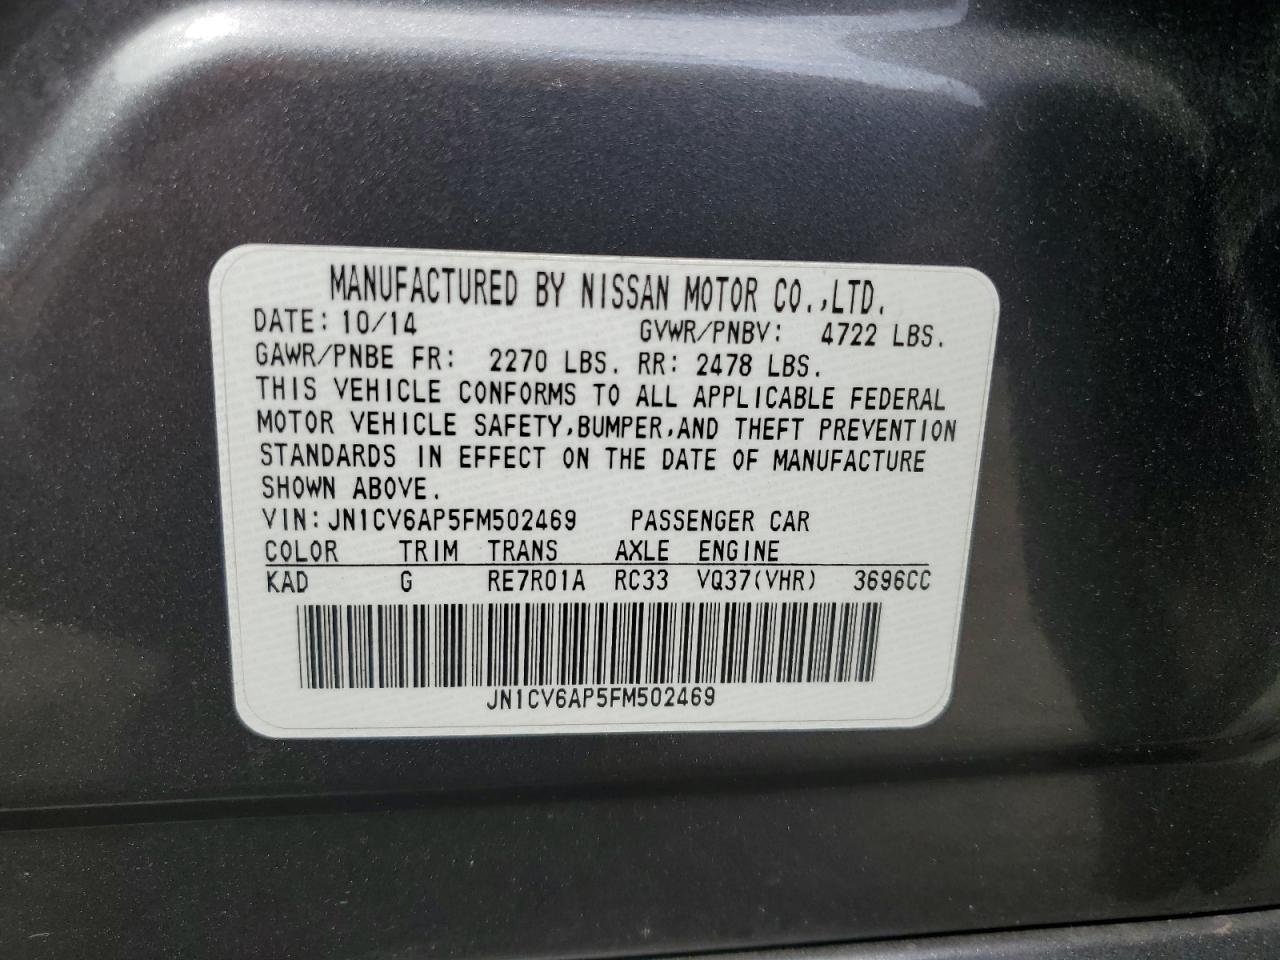 MANUFACTURED BY NISSAN MOTOR CO.,LTD.
DATE: 10/14 GVWR/PNBV: 4722 LBS.
GAWR/PNBE FR: 2270 LBS. RR: 2478 LBS.
THIS VEHICLE CONFORMS TO ALL APPLICABLE FEDERAL
MOTOR VEHICLE SAFETY,BUMPER,AND THEFT PREVENTION
STANDARDS IN EFFECT ON THE DATE OF MANUFACTURE
SHOWN ABOVE.
VIN: JN1CV6AP5FM502469 PASSENGER CAR
COLOR TRIM TRANS AXLE ENGINE
KAD G RE7R01A RC33 VQ37(VHR) 3696CC
JN1CV6AP5FM502469